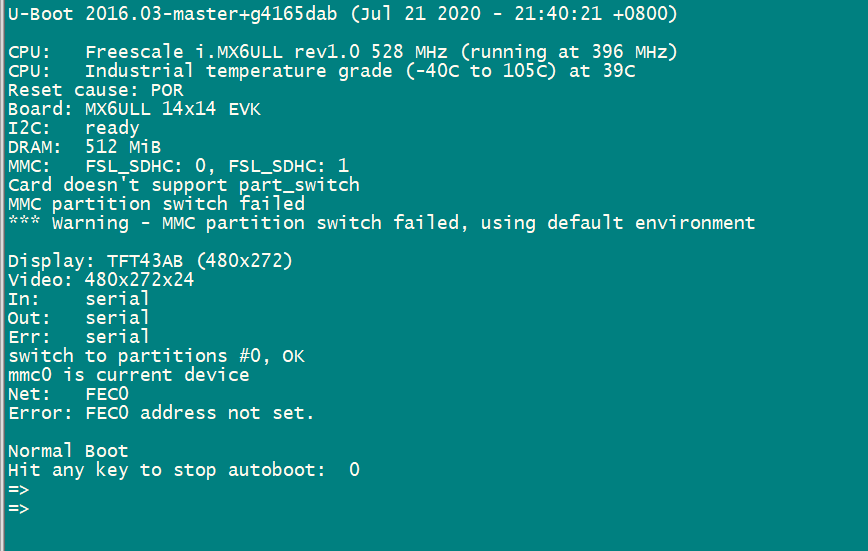 U-Boot 2016.03-master+g4165dab (Jul 21 2020 - 21:40:21 +0800)
CPU:   Freescale i.MX6ULL rev1.0 528 MHz (running at 396 MHz)
CPU:   Industrial temperature grade (-40C to 105C) at 39C
Reset cause: POR
Board: MX6ULL 14x14 EVK
I2C:   ready
DRAM:  512 MiB
MMC:   FSL_SDHC: 0, FSL_SDHC: 1
Card doesn't support part_switch
MMC partition switch failed
*** Warning - MMC partition switch failed, using default environment
Display: TFT43AB (480x272)
Video: 480x272x24
In:    serial
Out:   serial
Err:   serial
switch to partitions #0, OK
mmc0 is current device
Net:   FEC0
Error: FEC0 address not set.
Normal Boot
Hit any key to stop autoboot:  0
=>
=>